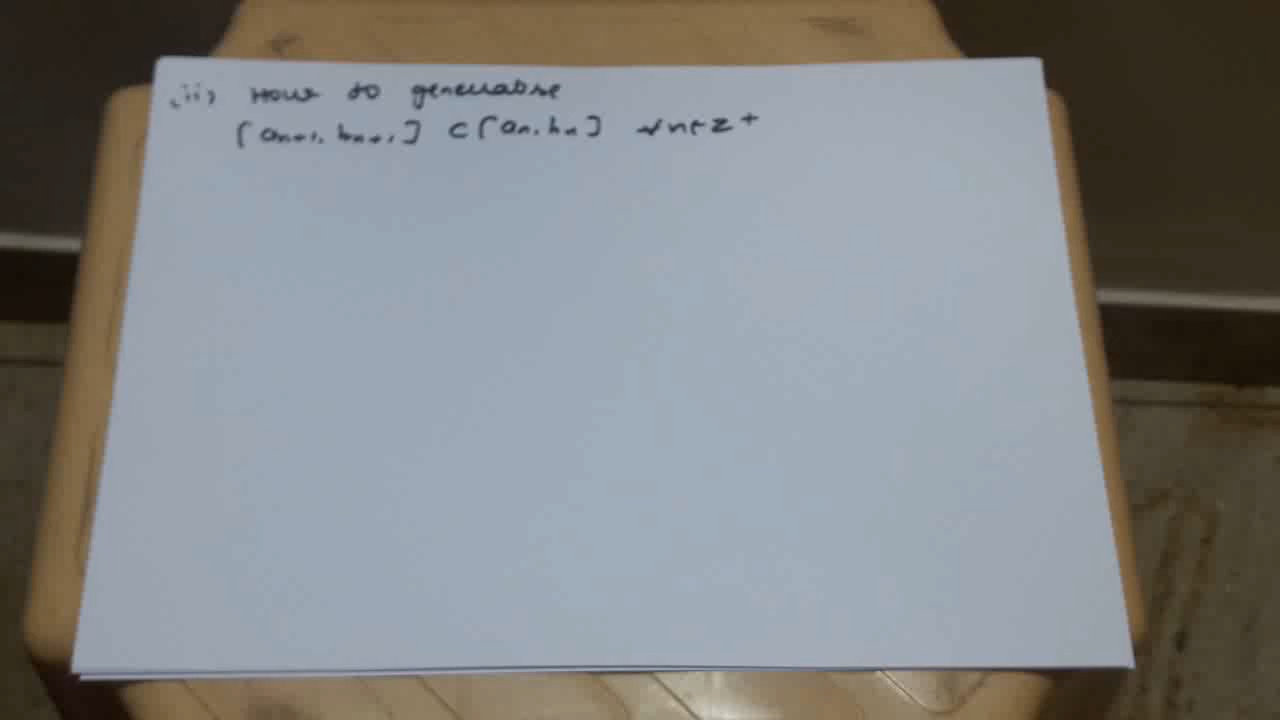 (ii) How to generalise
[aₙ₊₁, bₙ₊₁] ⊂ [aₙ, bₙ] ∀ n ∈ Z⁺